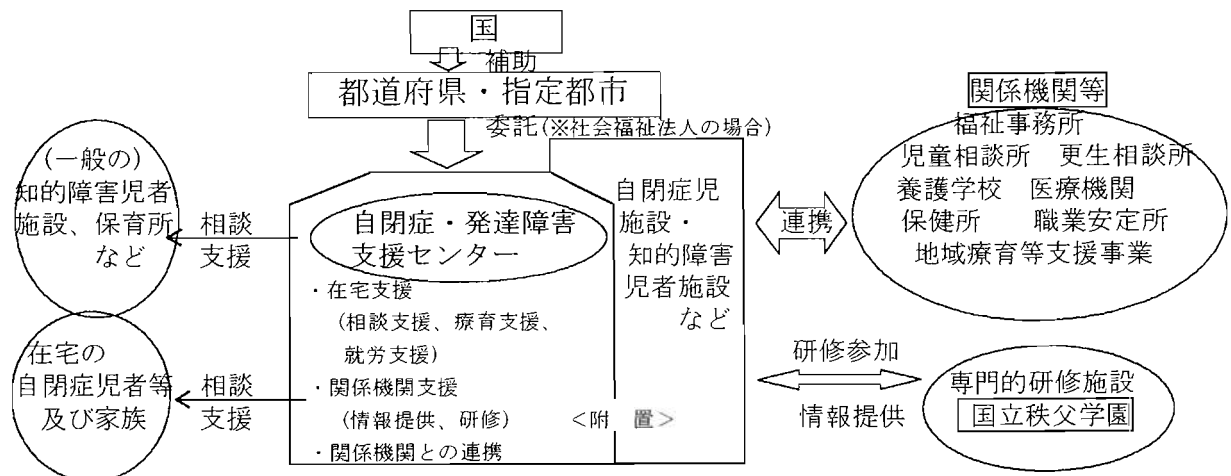 国
補助
都道府県・指定都市
委託(※社会福祉法人の場合)
(一般の)
知的障害児者
施設、保育所
など
相談
支援
自閉症・発達障害
支援センター
・在宅支援
(相談支援、療育支援、
就労支援)
・関係機関支援
(情報提供、研修)
・関係機関との連携
<附 置>
自閉症児
施設・
知的障害
児者施設
など
在宅の
自閉症児者等
及び家族
相談
支援
連携
関係機関等
福祉事務所
児童相談所 更生相談所
養護学校 医療機関
保健所 職業安定所
地域療育等支援事業
研修参加
情報提供
専門的研修施設
国立秩父学園